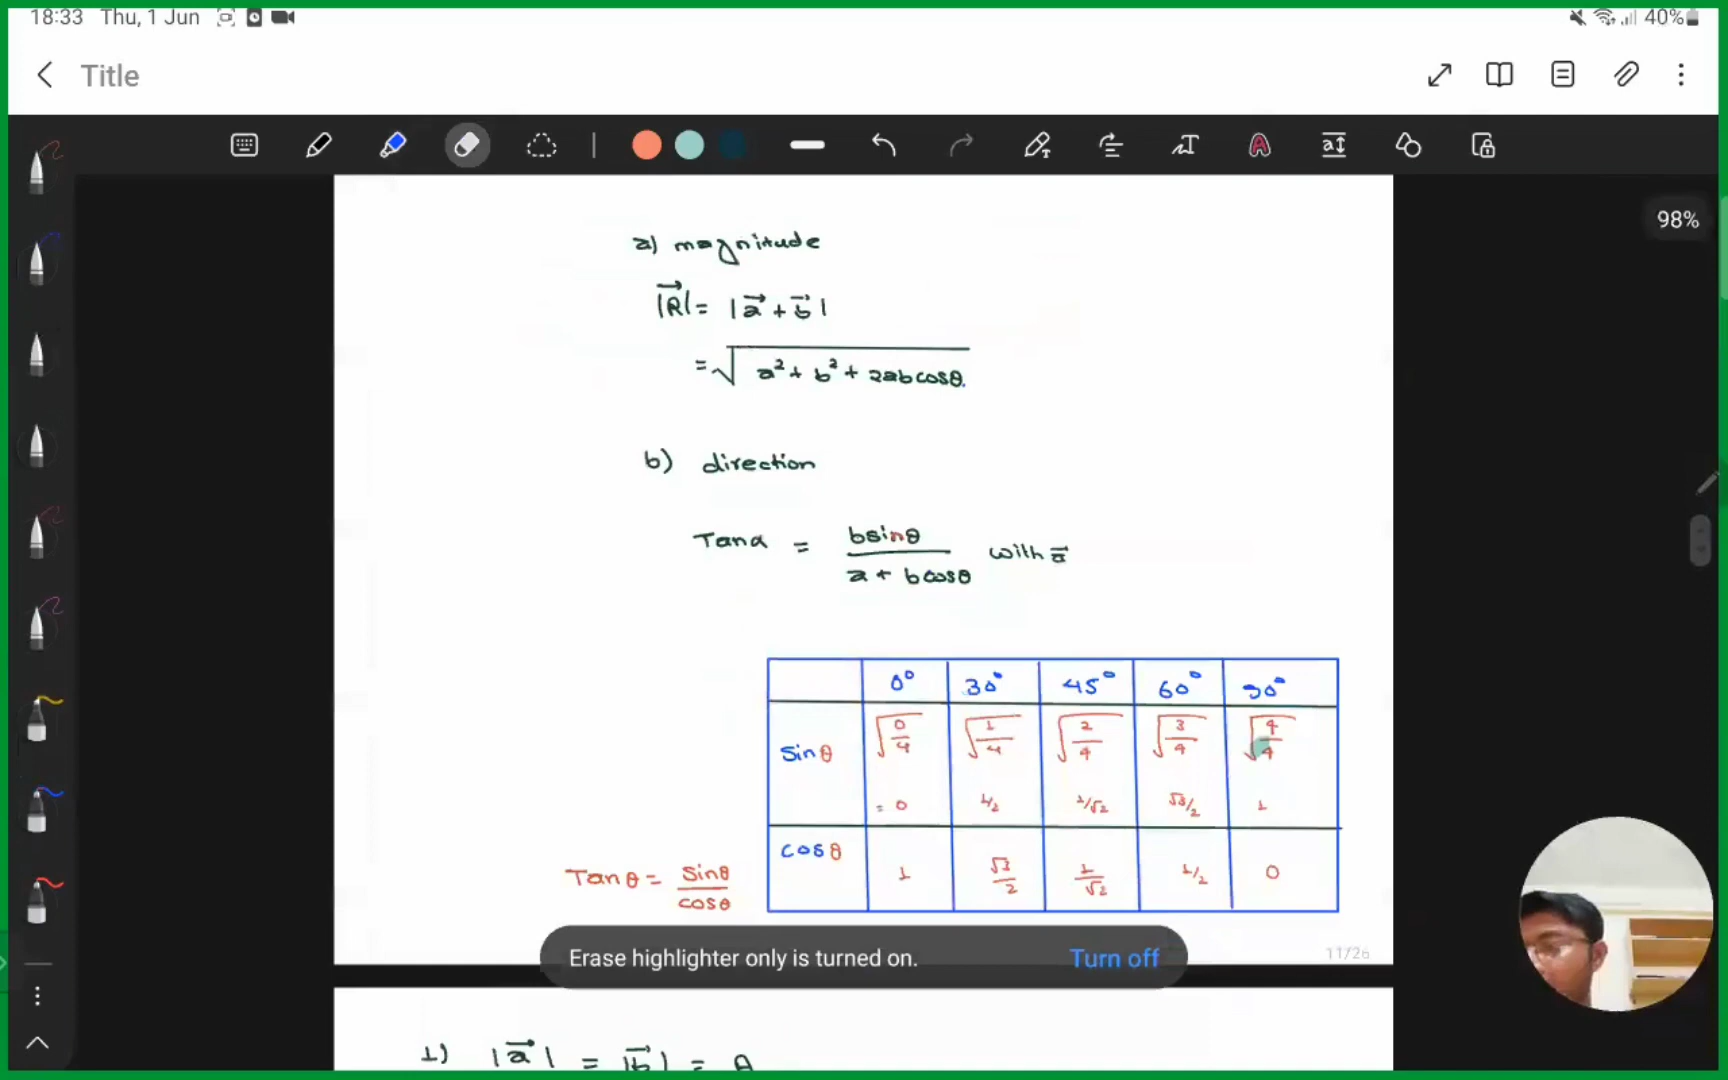 18:33 Thu, 1 Jun 40%
Title
98%
a) magnitude
|R⃗| = |a⃗ + b⃗|
= √(a² + b² + 2abcosθ.)
b) direction
Tanα = bsinθ / (a + bcosθ) with a⃗
0° 30° 45° 60° 90°
Sinθ √(0/4) √(1/4) √(2/4) √(3/4) √(4/4)
= 0 1/2 1/√2 √3/2 1
cosθ 1 √3/2 1/√2 1/2 0
Tanθ = Sinθ / cosθ
Erase highlighter only is turned on. Turn off
11/26
1) |a⃗| = |b⃗| = A